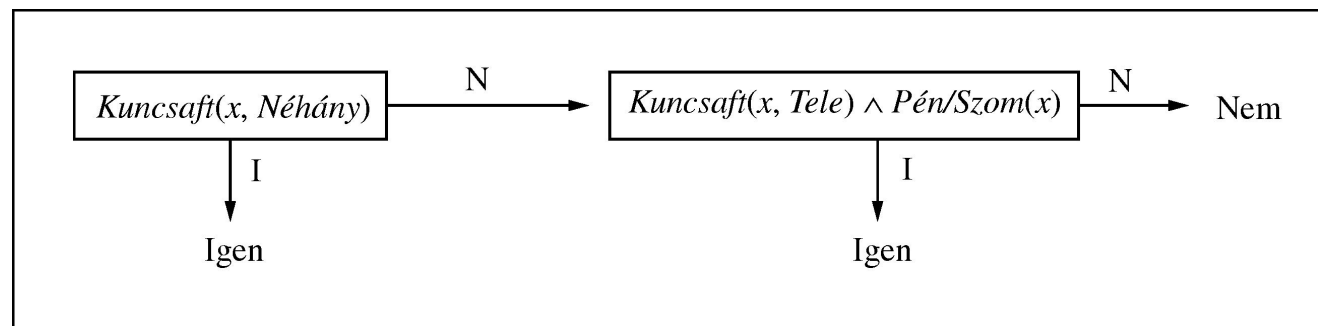 N
N
Kuncsaft(x, Néhány)
Kuncsaft(x, Tele) ∧ Pén/Szom(x)
Nem
I
I
Igen
Igen